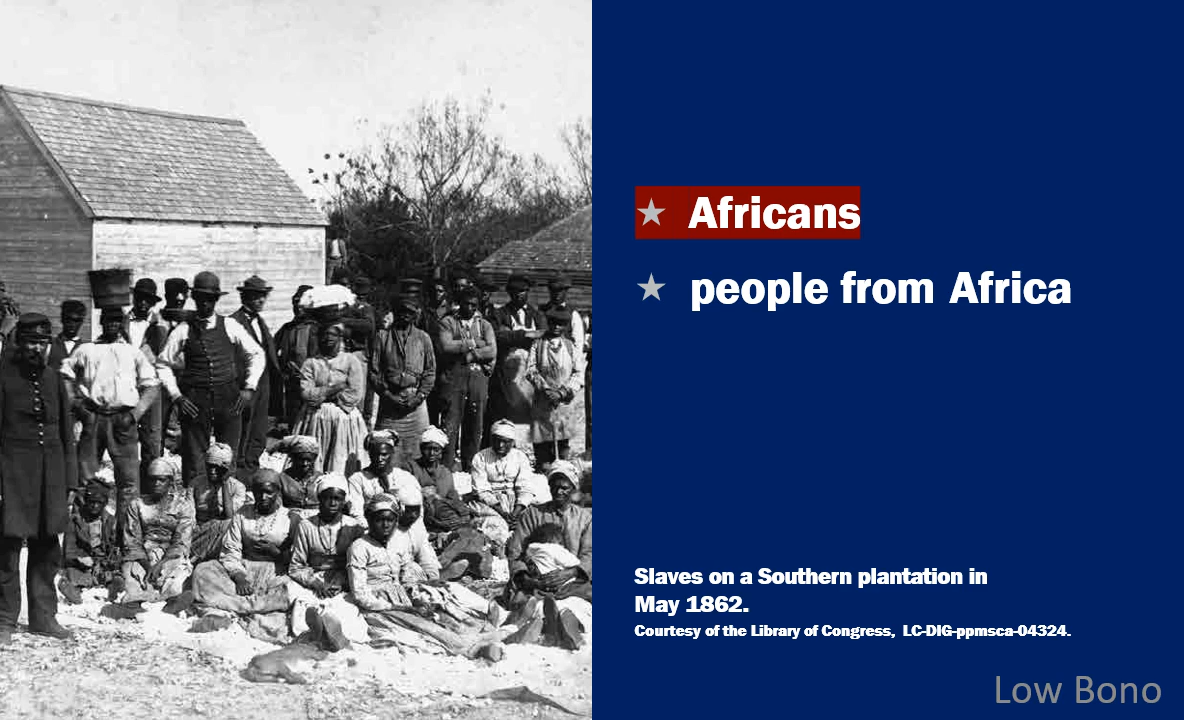 ★ Africans
★ people from Africa
Slaves on a Southern plantation in
May 1862.
Courtesy of the Library of Congress, LC-DIG-ppmsca-04324.
Low Bono